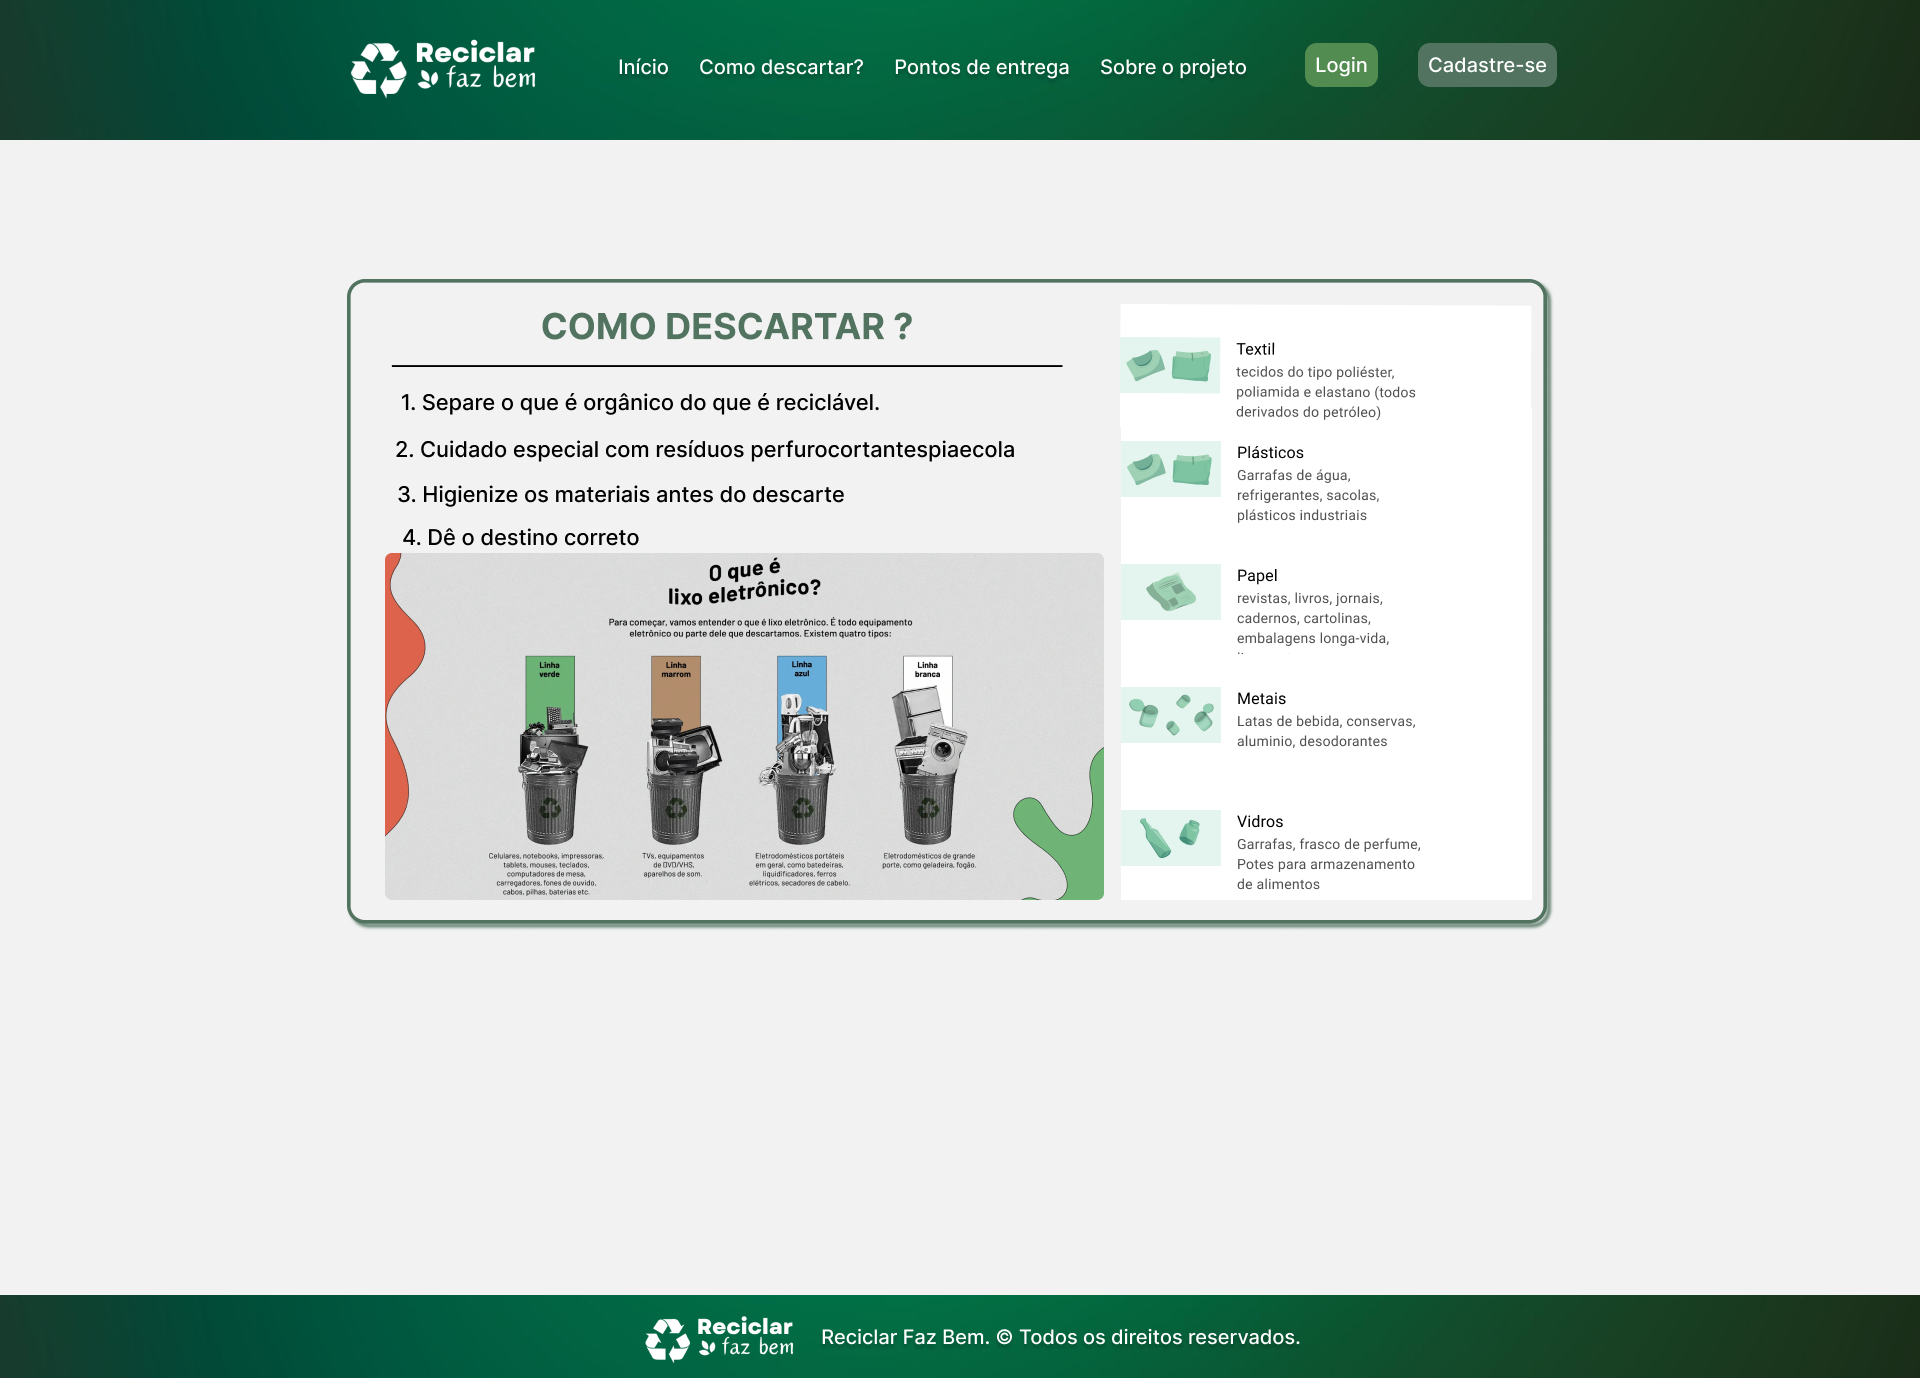 Reciclar
faz bem
Início
Como descartar?
Pontos de entrega
Sobre o projeto
Login
Cadastre-se
COMO DESCARTAR ?
1. Separe o que é orgânico do que é reciclável.
2. Cuidado especial com resíduos perfurocortantespiaecola
3. Higienize os materiais antes do descarte
4. Dê o destino correto
O que é
lixo eletrônico?
Para começar, vamos entender o que é lixo eletrônico. É todo equipamento
eletrônico ou parte dele que descartamos. Existem quatro tipos:
Linha
verde
Linha
marrom
Linha
azul
Linha
branca
Celulares, notebooks, impressoras,
tablets, mouses, teclados,
computadores de mesa,
carregadores, fones de ouvido,
cabos, pilhas, baterias etc.
TVs, equipamentos
de DVD/VHS,
aparelhos de som.
Eletrodomésticos portáteis
em geral, como batedeiras,
liquidificadores, ferros
elétricos, secadores de cabelo.
Eletrodomésticos de grande
porte, como geladeira, fogão.
Textil
tecidos do tipo poliéster,
poliamida e elastano (todos
derivados do petróleo)
Plásticos
Garrafas de água,
refrigerantes, sacolas,
plásticos industriais
Papel
revistas, livros, jornais,
cadernos, cartolinas,
embalagens longa-vida,
Metais
Latas de bebida, conservas,
aluminio, desodorantes
Vidros
Garrafas, frasco de perfume,
Potes para armazenamento
de alimentos
Reciclar
faz bem
Reciclar Faz Bem. © Todos os direitos reservados.